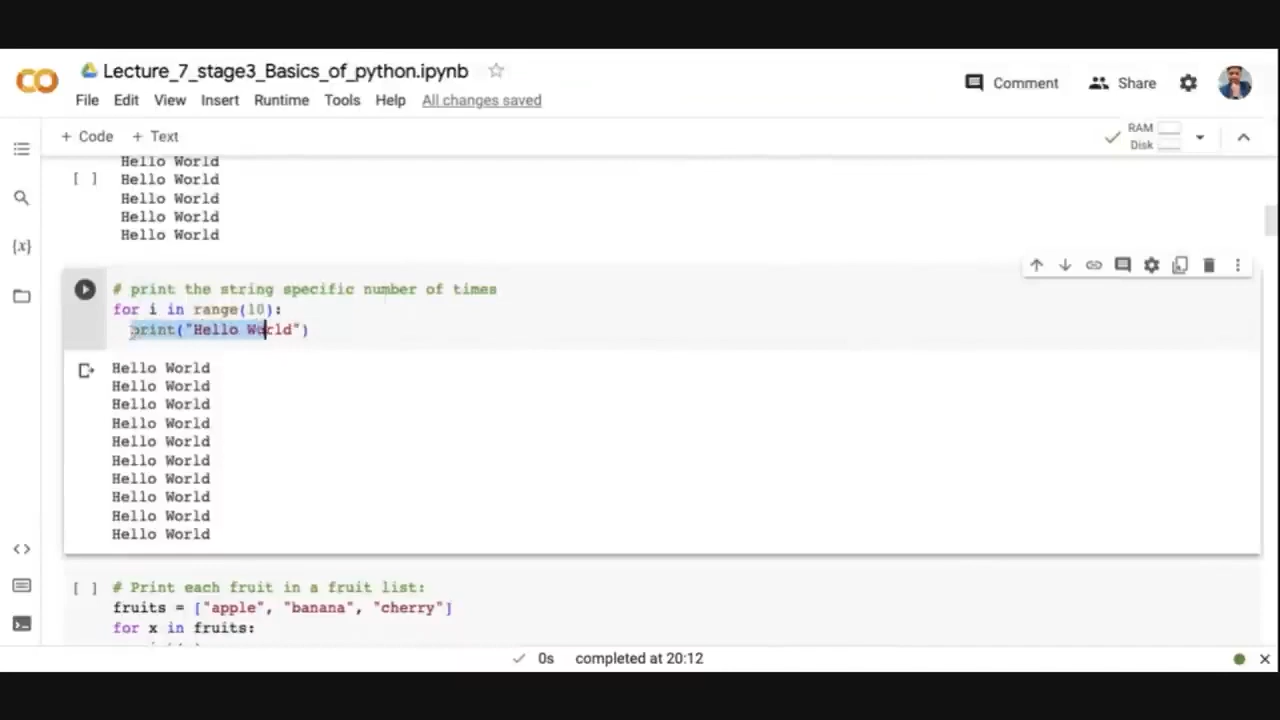 Lecture_7_stage3_Basics_of_python.ipynb
Comment
Share
File Edit View Insert Runtime Tools Help All changes saved
+ Code + Text
RAM
Disk
Hello World
[ ] Hello World
Hello World
Hello World
Hello World
# print the string specific number of times
for i in range(10):
print("Hello World")
Hello World
Hello World
Hello World
Hello World
Hello World
Hello World
Hello World
Hello World
Hello World
Hello World
[ ] # Print each fruit in a fruit list:
fruits = ["apple", "banana", "cherry"]
for x in fruits:
0s completed at 20:12